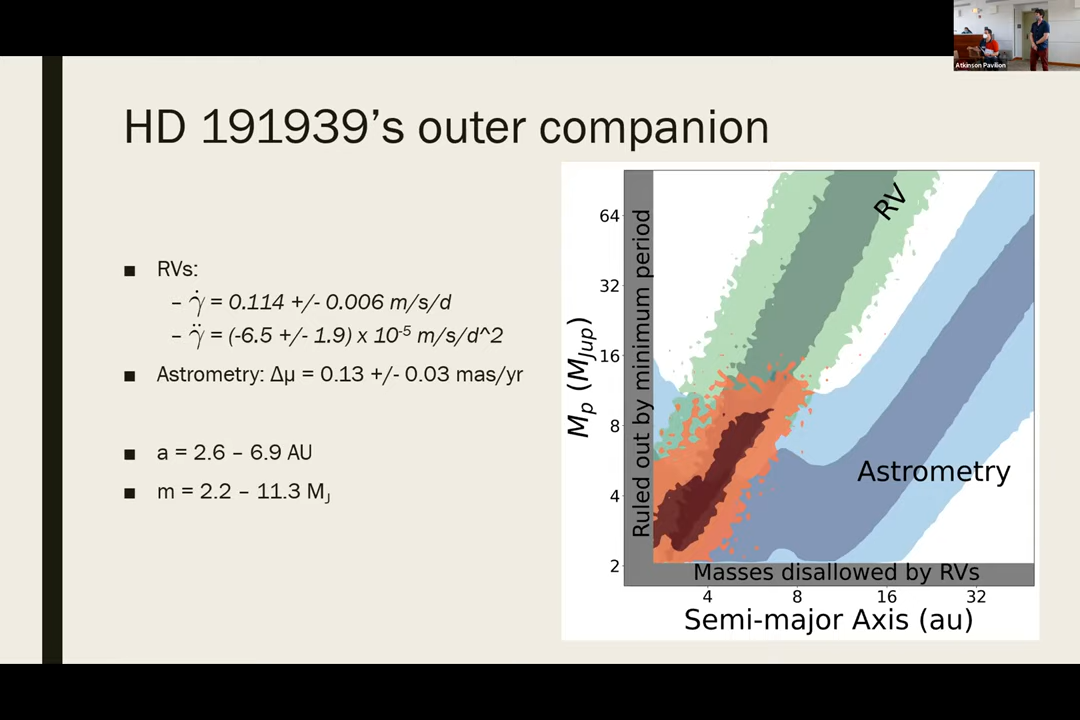 Atkinson Pavilion
HD 191939’s outer companion
■ RVs:
– γ̇ = 0.114 +/- 0.006 m/s/d
– γ̈ = (-6.5 +/- 1.9) x 10⁻⁵ m/s/d^2
■ Astrometry: Δμ = 0.13 +/- 0.03 mas/yr
■ a = 2.6 – 6.9 AU
■ m = 2.2 – 11.3 M_J
M_p (M_Jup)
64
32
16
8
4
2
Ruled out by minimum period
RV
Astrometry
Masses disallowed by RVs
4 8 16 32
Semi-major Axis (au)